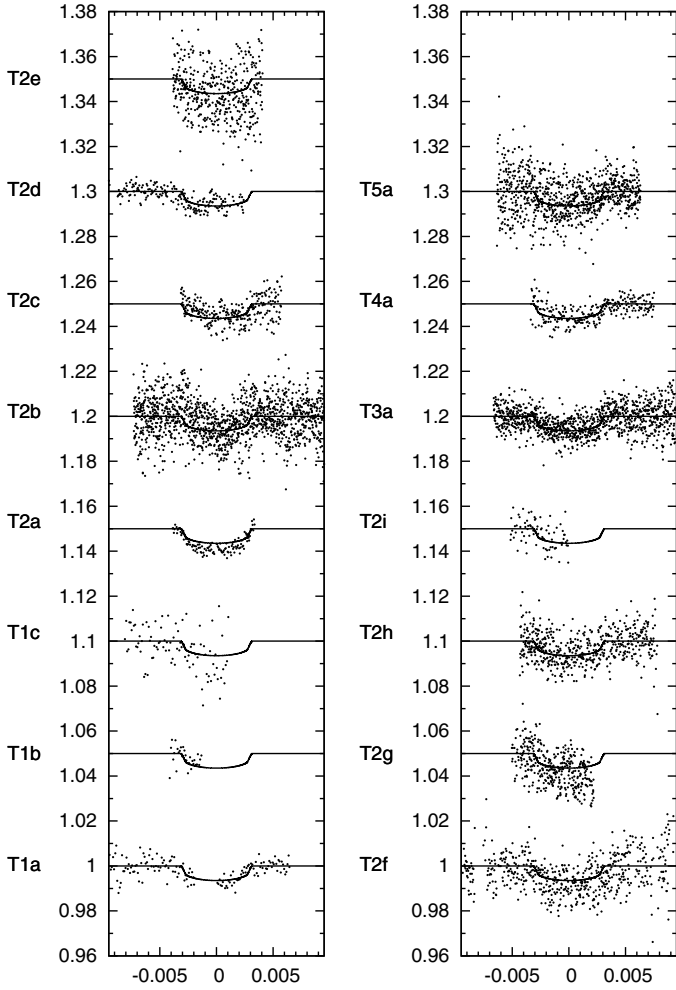 1.38 1.38
T2e 1.36 1.36
1.34 1.34
1.32 1.32
T2d 1.3 T5a 1.3
1.28 1.28
T2c 1.26 T4a 1.26
1.24 1.24
1.22 1.22
T2b 1.2 T3a 1.2
1.18 1.18
1.16 1.16
T2a T2i
1.14 1.14
1.12 1.12
T1c 1.1 T2h 1.1
1.08 1.08
1.06 1.06
T1b T2g
1.04 1.04
1.02 1.02
T1a 1 T2f 1
0.98 0.98
0.96 0.96
-0.005 0 0.005 -0.005 0 0.005